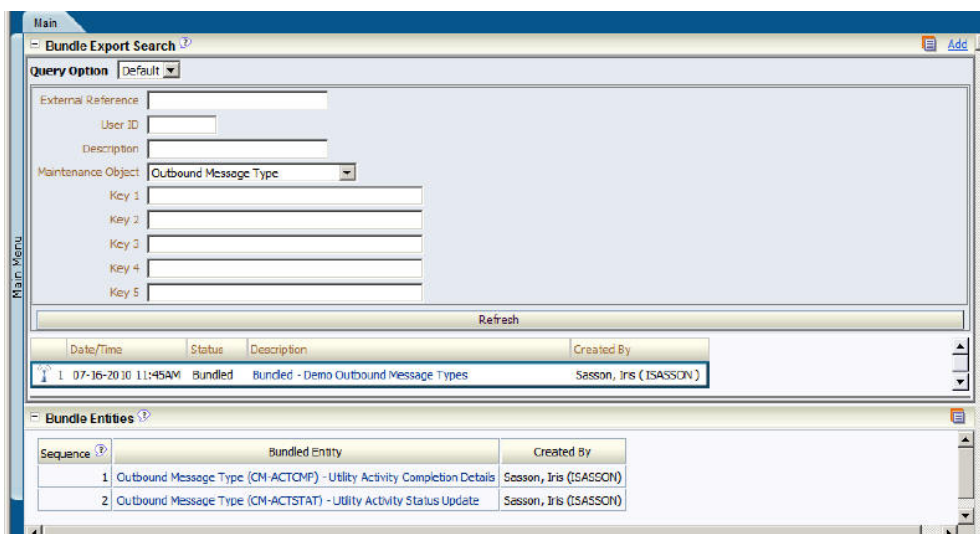 Main
Bundle Export Search
Add
Query Option Default
External Reference
User ID
Description
Maintenance Object Outbound Message Type
Key 1
Key 2
Key 3
Key 4
Key 5
Refresh
Main Menu
Date/Time Status Description Created By
1 07-16-2010 11:45AM Bundled Bundled - Demo Outbound Message Types Sasson, Iris ( ISASSON )
Bundle Entities
Sequence Bundled Entity Created By
1 Outbound Message Type (CM-ACTCMP) - Utility Activity Completion Details Sasson, Iris (ISASSON)
2 Outbound Message Type (CM-ACTSTAT) - Utility Activity Status Update Sasson, Iris (ISASSON)